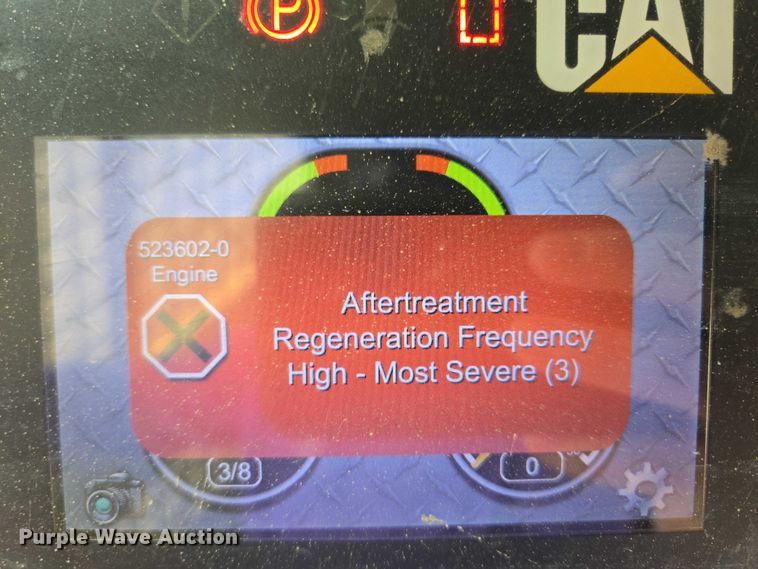 P
CAT
523602-0
Engine
Aftertreatment
Regeneration Frequency
High - Most Severe (3)
3/8
0
Purple Wave Auction